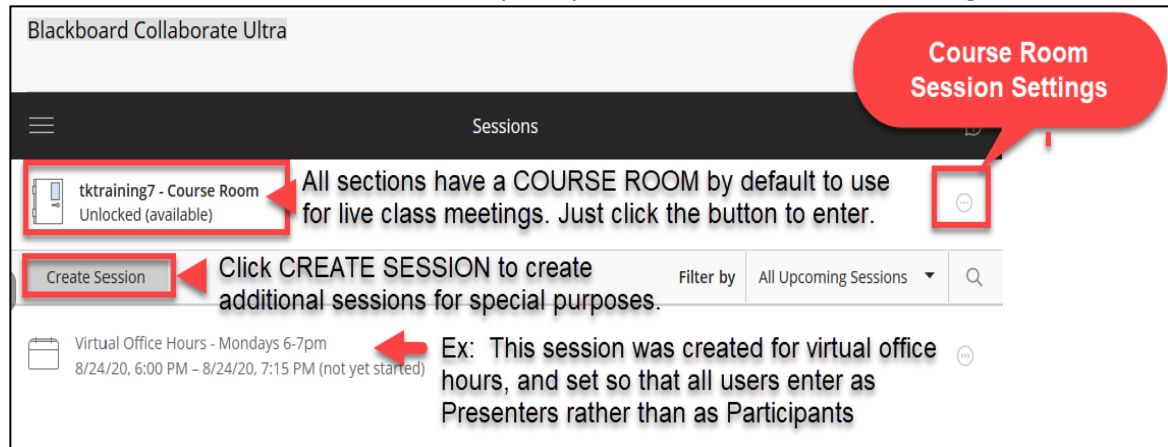 Blackboard Collaborate Ultra
Course Room
Session Settings
Sessions
tktraining7 - Course Room
Unlocked (available)
All sections have a COURSE ROOM by default to use
for live class meetings. Just click the button to enter.
Create Session
Click CREATE SESSION to create
additional sessions for special purposes.
Filter by
All Upcoming Sessions
Virtual Office Hours - Mondays 6-7pm
8/24/20, 6:00 PM – 8/24/20, 7:15 PM (not yet started)
Ex: This session was created for virtual office
hours, and set so that all users enter as
Presenters rather than as Participants